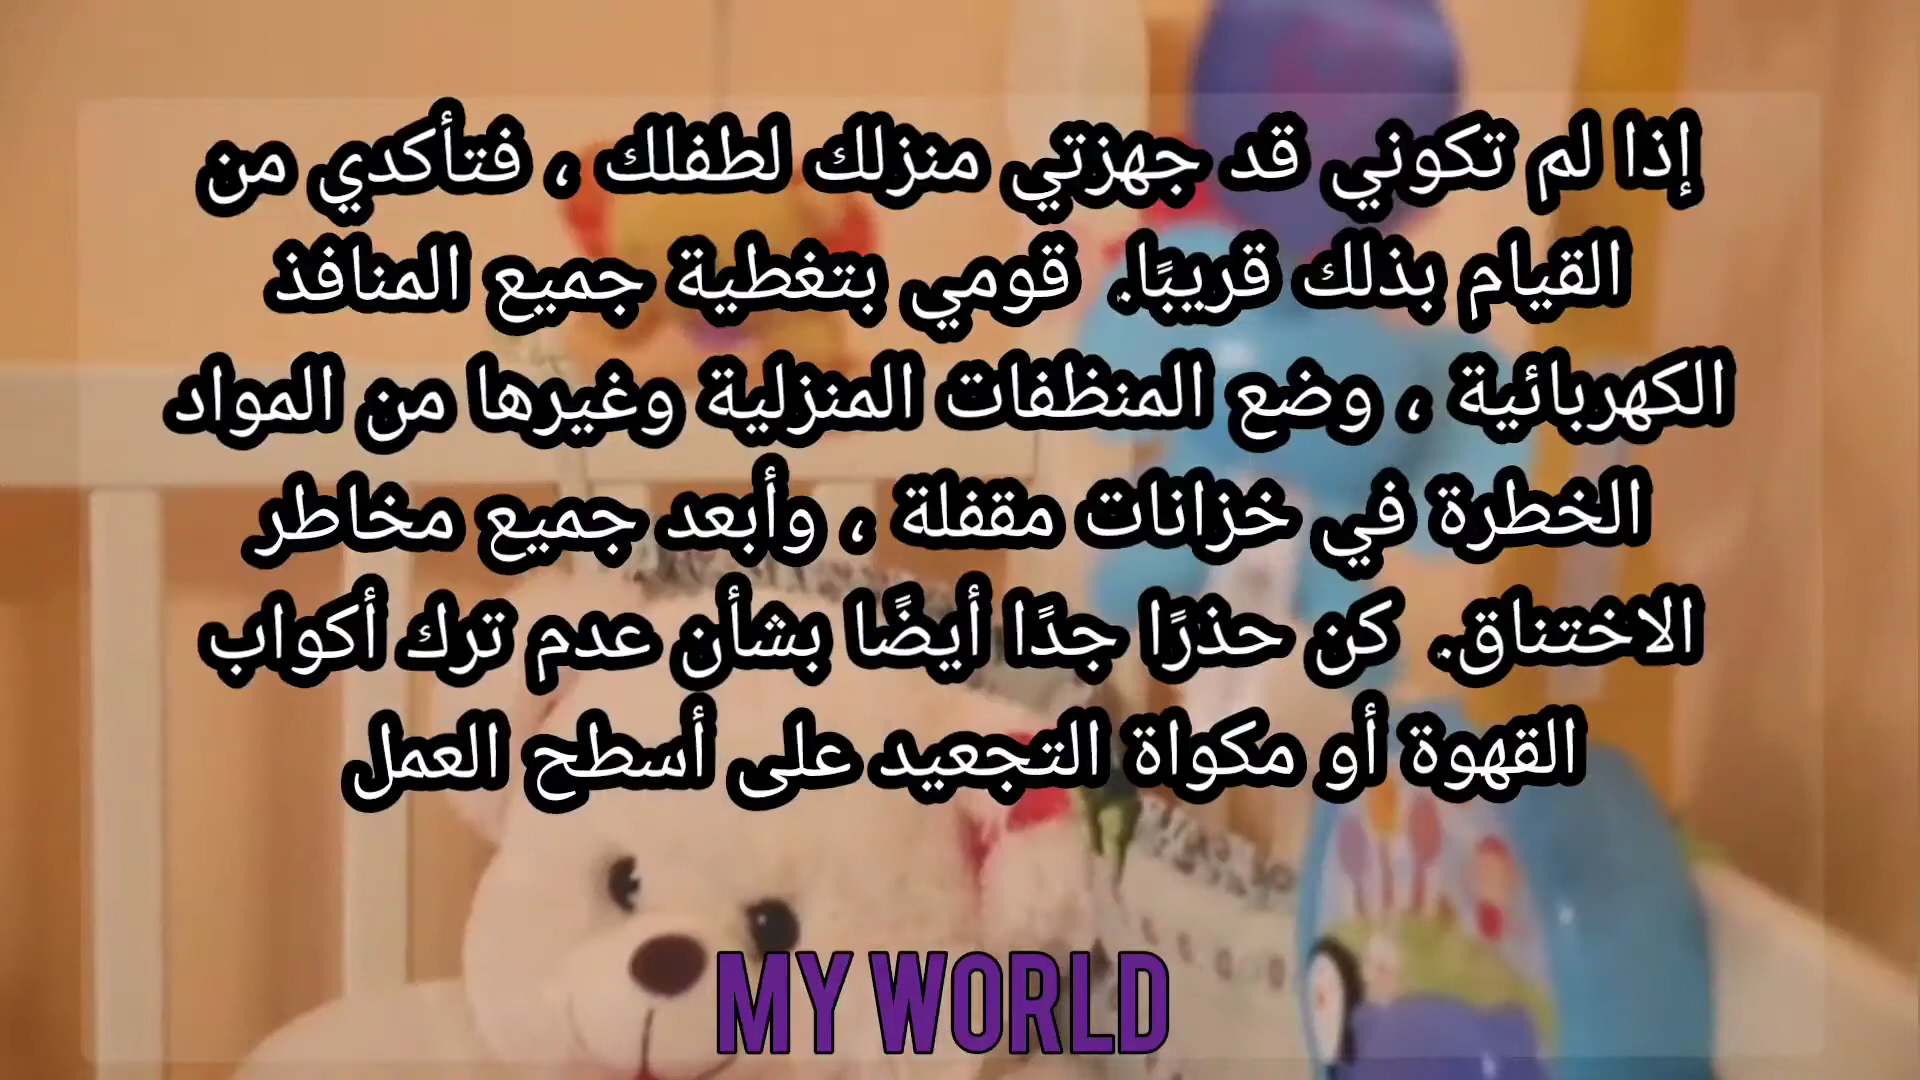 إذا لم تكوني قد جهزتي منزلك لطفلك ، فتأكدي من
القيام بذلك قريبًا. قومي بتغطية جميع المنافذ
الكهربائية ، وضع المنظفات المنزلية وغيرها من المواد
الخطرة في خزانات مقفلة ، وأبعد جميع مخاطر
الاختناق. كن حذرًا جدًا أيضًا بشأن عدم ترك أكواب
القهوة أو مكواة التجعيد على أسطح العمل
MY WORLD